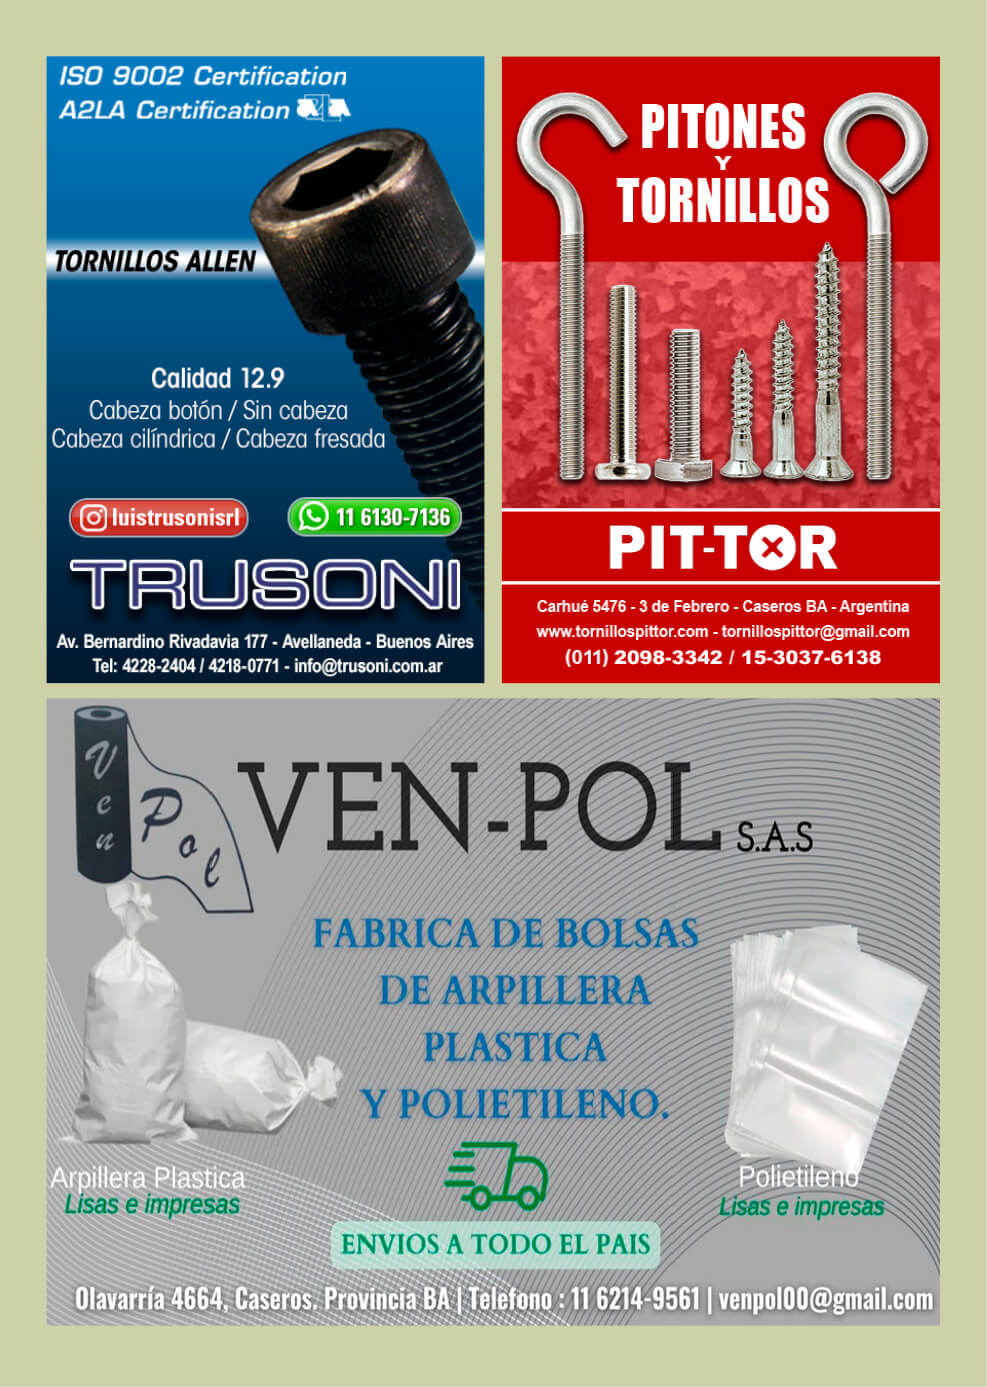 ISO 9002 Certification
A2LA Certification A2LA
TORNILLOS ALLEN
Calidad 12.9
Cabeza botón / Sin cabeza
Cabeza cilíndrica / Cabeza fresada
luistrusonisrl
11 6130-7136
TRUSONI
Av. Bernardino Rivadavia 177 - Avellaneda - Buenos Aires
Tel: 4228-2404 / 4218-0771 - info@trusoni.com.ar
PITONES
Y
TORNILLOS
PIT-TOR
Carhué 5476 - 3 de Febrero - Caseros BA - Argentina
www.tornillospittor.com - tornillospittor@gmail.com
(011) 2098-3342 / 15-3037-6138
Ven
Pol
VEN-POL S.A.S
FABRICA DE BOLSAS
DE ARPILLERA
PLASTICA
Y POLIETILENO.
Arpillera Plastica
Lisas e impresas
Polietileno
Lisas e impresas
ENVIOS A TODO EL PAIS
Olavarría 4664, Caseros. Provincia BA | Telefono : 11 6214-9561 | venpol00@gmail.com